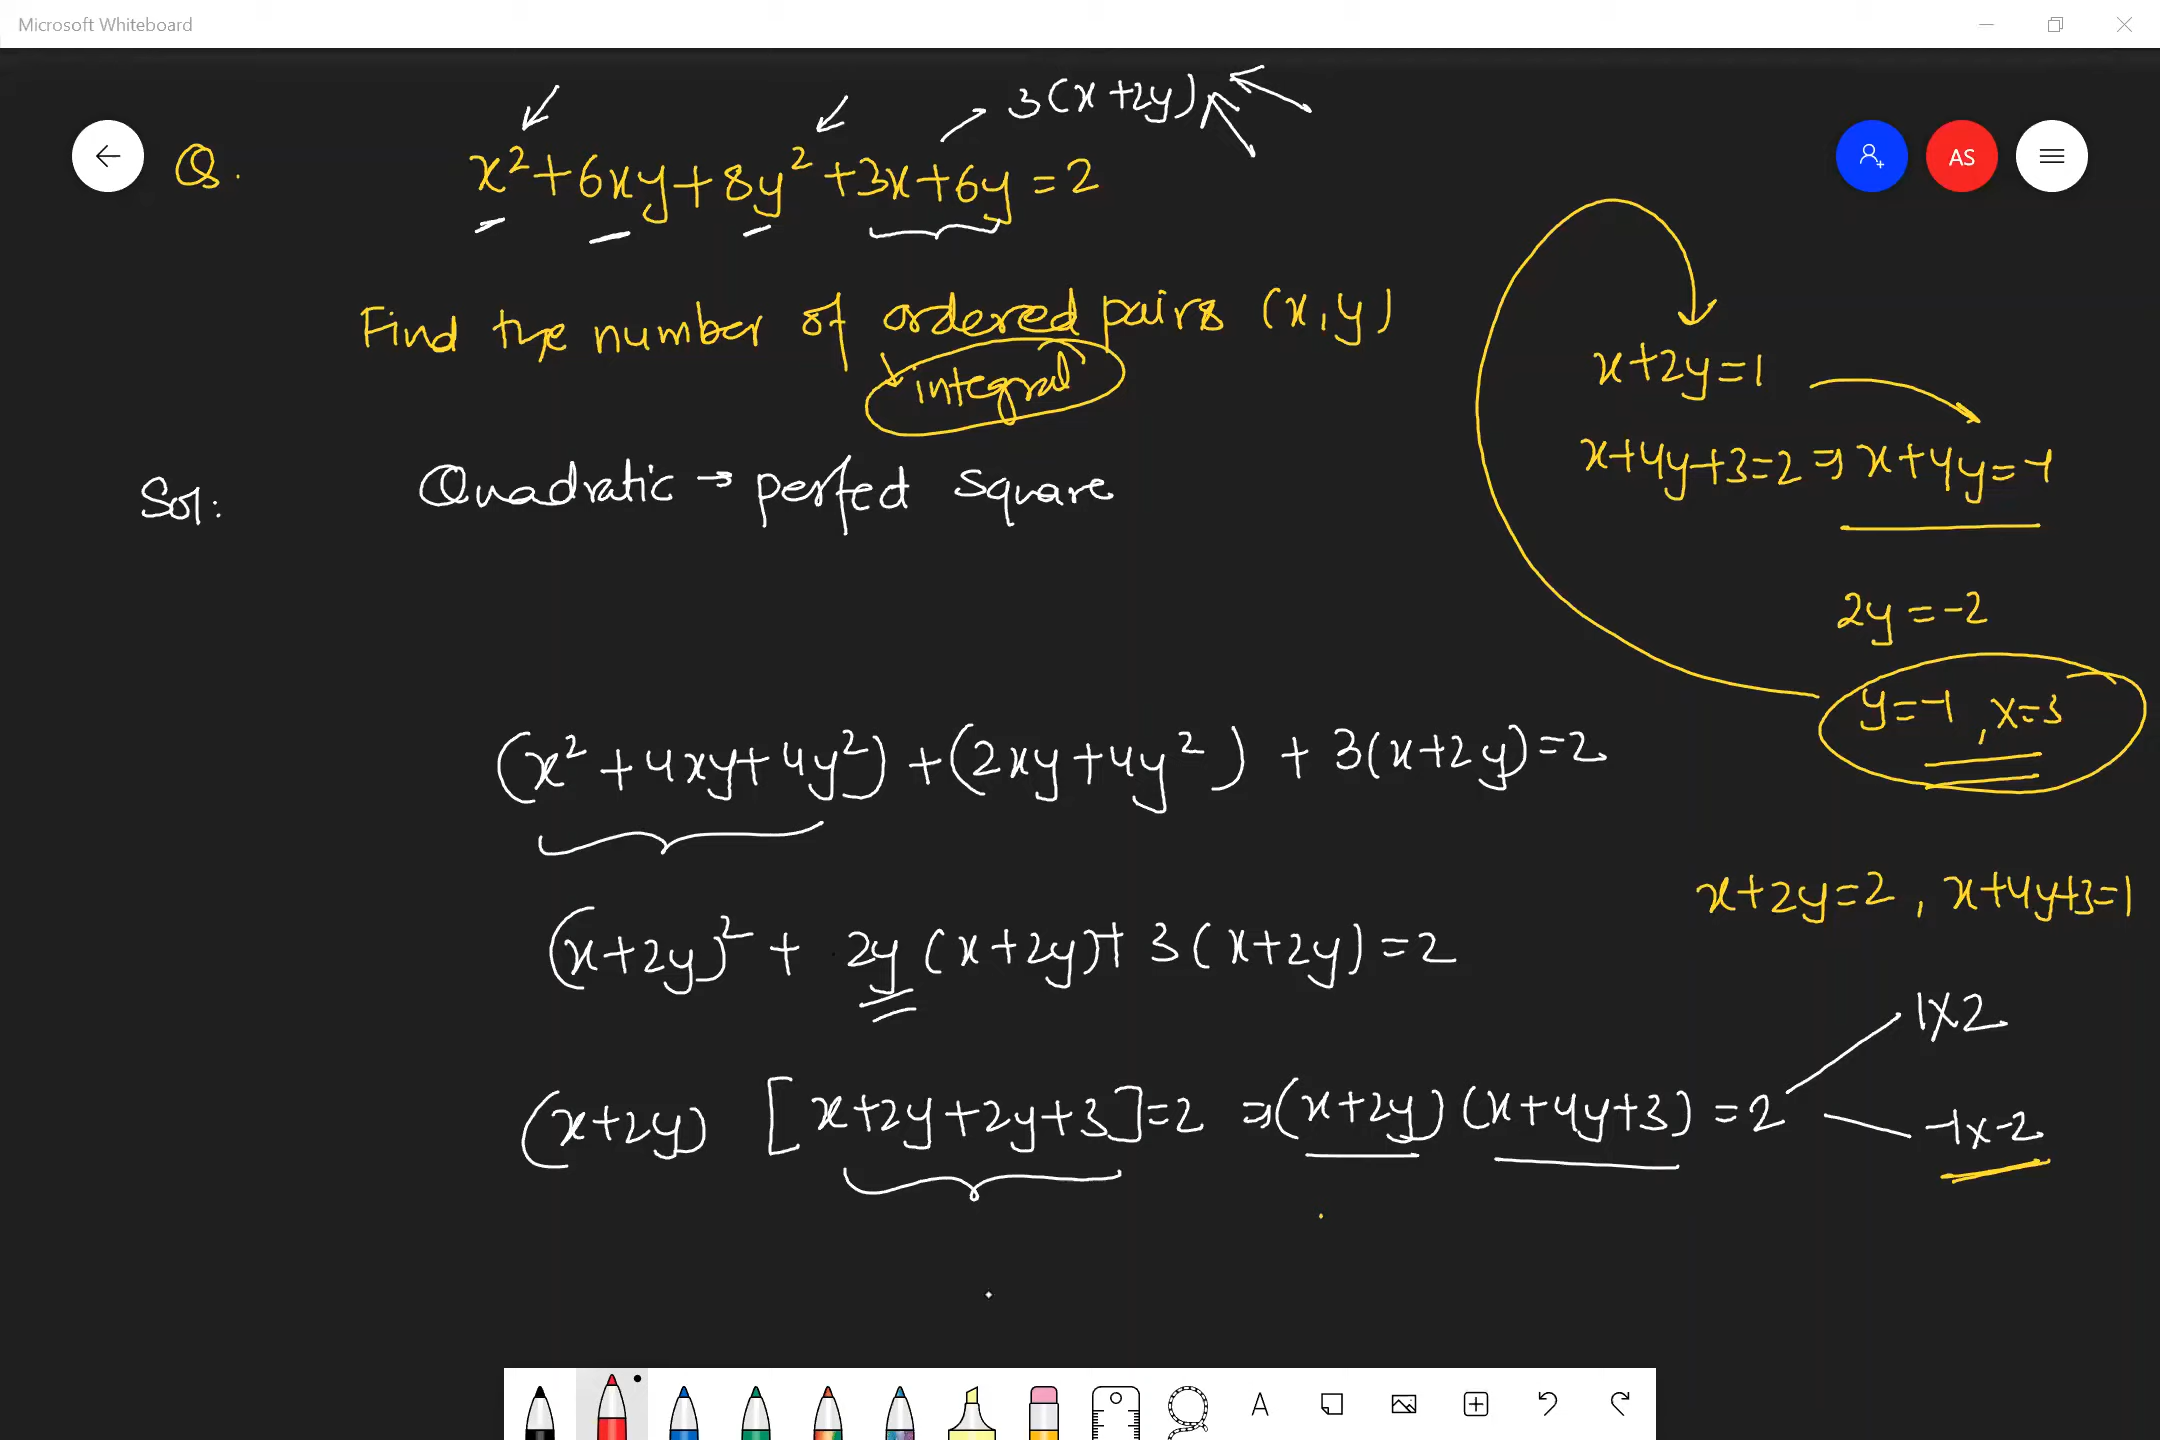 Microsoft Whiteboard
3(x+2y)
Q. x²+6xy+8y²+3x+6y=2
AS
Find the number of ordered pairs (x,y)
integral
x+2y=1
x+4y+3=2⇒x+4y=-1
Sol: Quadratic → perfect square
2y=-2
y=-1, x=3
(x²+4xy+4y²)+(2xy+4y²)+3(x+2y)=2
x+2y=2, x+4y+3=1
(x+2y)²+2y(x+2y)+3(x+2y)=2
1x2
(x+2y)[x+2y+2y+3]=2⇒(x+2y)(x+4y+3)=2
-1x-2
A